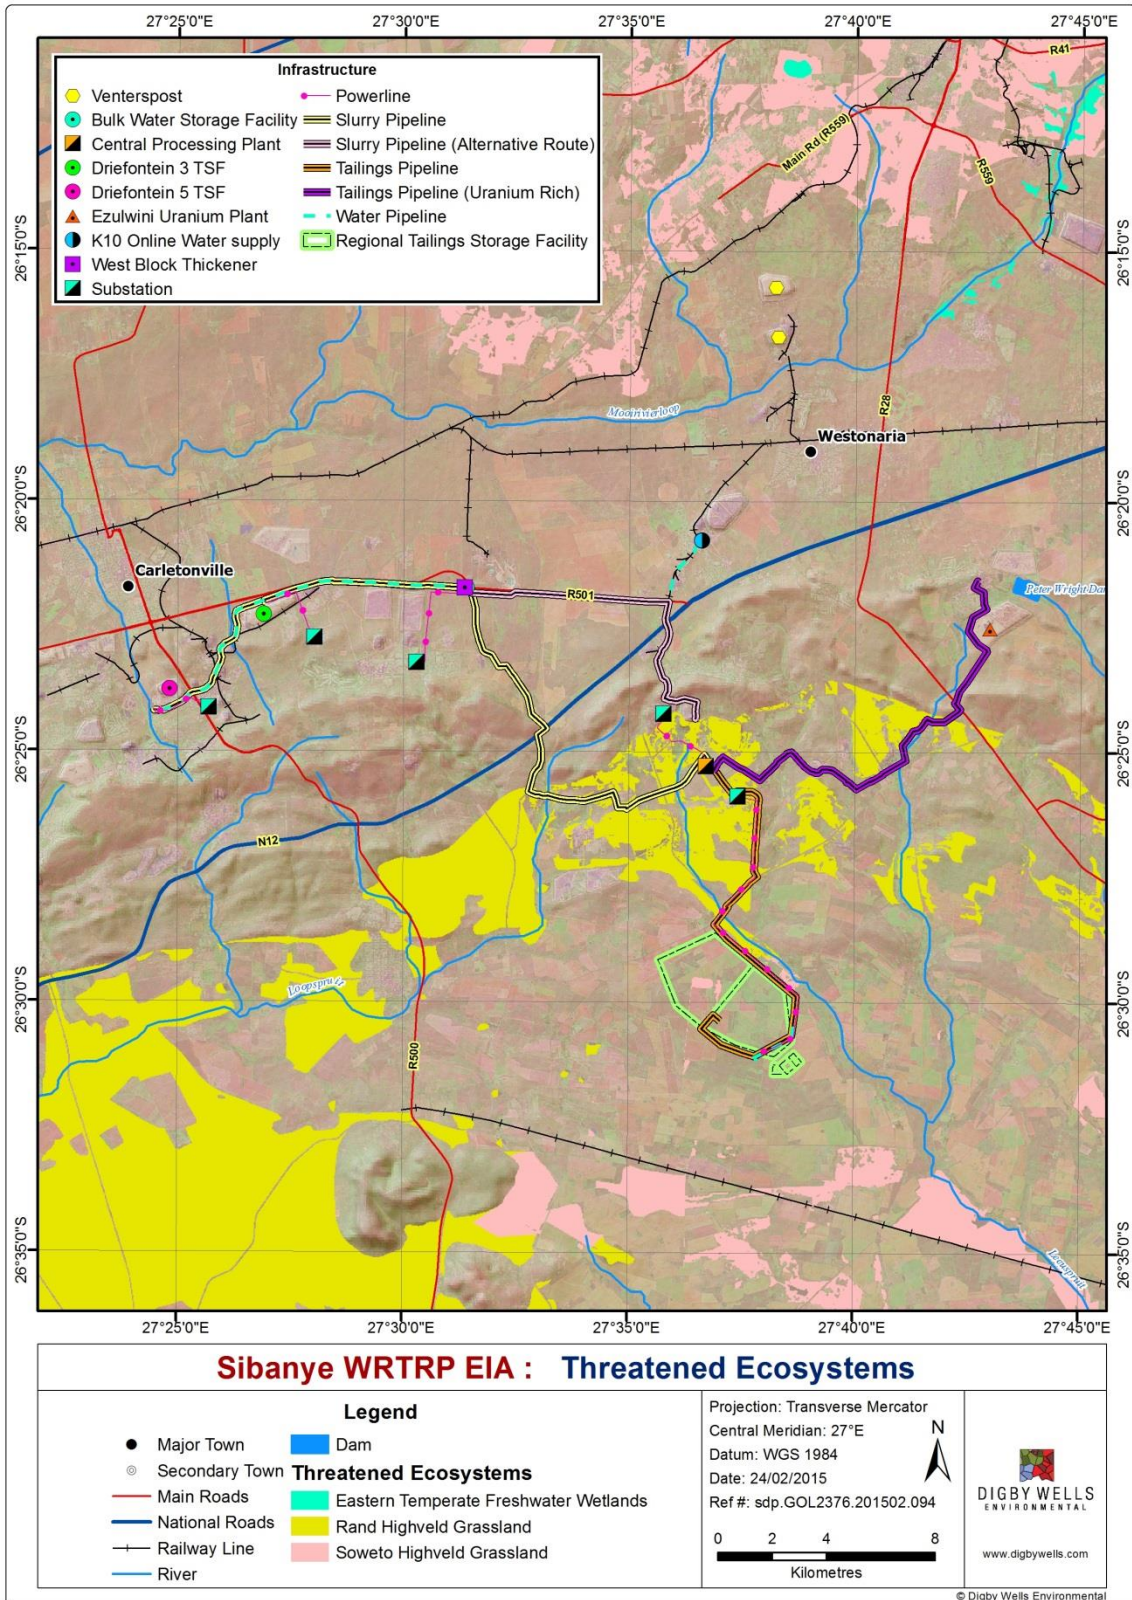 27°25'0"E 27°30'0"E 27°35'0"E 27°40'0"E 27°45'0"E
Infrastructure
Venterspost
Bulk Water Storage Facility
Central Processing Plant
Driefontein 3 TSF
Driefontein 5 TSF
Ezulwini Uranium Plant
K10 Online Water supply
West Block Thickener
Substation
Powerline
Slurry Pipeline
Slurry Pipeline (Alternative Route)
Tailings Pipeline
Tailings Pipeline (Uranium Rich)
Water Pipeline
Regional Tailings Storage Facility
R41
Main Rd (R559)
R559
26°15'0"S 26°15'0"S
R28
Mooirivierloop
Westonaria
26°20'0"S 26°20'0"S
Carletonville
R501
Peter Wright Dam
26°25'0"S 26°25'0"S
N12
Loopspruit
26°30'0"S 26°30'0"S
R500
26°35'0"S 26°35'0"S
Leeuspruit
27°25'0"E 27°30'0"E 27°35'0"E 27°40'0"E 27°45'0"E
Sibanye WRTRP EIA : Threatened Ecosystems
Legend
Major Town
Secondary Town
Main Roads
National Roads
Railway Line
River
Dam
Threatened Ecosystems
Eastern Temperate Freshwater Wetlands
Rand Highveld Grassland
Soweto Highveld Grassland
Projection: Transverse Mercator
Central Meridian: 27°E
Datum: WGS 1984
Date: 24/02/2015
Ref #: sdp.GOL2376.201502.094
N
0 2 4 8
Kilometres
DIGBY WELLS
ENVIRONMENTAL
www.digbywells.com
© Digby Wells Environmental